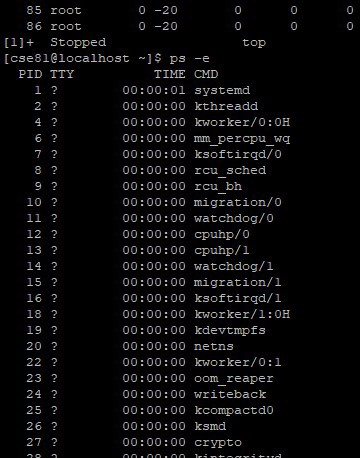 85 root 0 -20 0 0 0
86 root 0 -20 0 0 0
[1]+ Stopped top
[cse81@localhost ~]$ ps -e
PID TTY TIME CMD
1 ? 00:00:01 systemd
2 ? 00:00:00 kthreadd
4 ? 00:00:00 kworker/0:0H
6 ? 00:00:00 mm_percpu_wq
7 ? 00:00:00 ksoftirqd/0
8 ? 00:00:00 rcu_sched
9 ? 00:00:00 rcu_bh
10 ? 00:00:00 migration/0
11 ? 00:00:00 watchdog/0
12 ? 00:00:00 cpuhp/0
13 ? 00:00:00 cpuhp/1
14 ? 00:00:00 watchdog/1
15 ? 00:00:00 migration/1
16 ? 00:00:00 ksoftirqd/1
18 ? 00:00:00 kworker/1:0H
19 ? 00:00:00 kdevtmpfs
20 ? 00:00:00 netns
22 ? 00:00:00 kworker/0:1
23 ? 00:00:00 oom_reaper
24 ? 00:00:00 writeback
25 ? 00:00:00 kcompactd0
26 ? 00:00:00 ksmd
27 ? 00:00:00 crypto
28 ? 00:00:00 kintegrityd